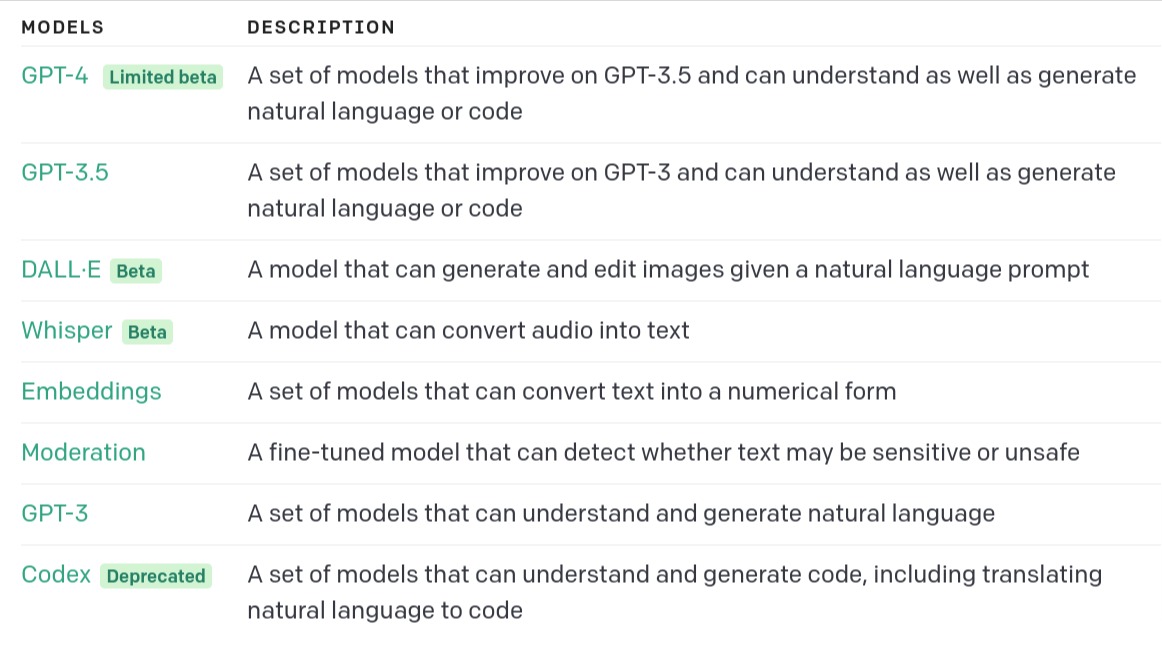 MODELS DESCRIPTION
GPT-4 Limited beta A set of models that improve on GPT-3.5 and can understand as well as generate
natural language or code
GPT-3.5 A set of models that improve on GPT-3 and can understand as well as generate
natural language or code
DALL·E Beta A model that can generate and edit images given a natural language prompt
Whisper Beta A model that can convert audio into text
Embeddings A set of models that can convert text into a numerical form
Moderation A fine-tuned model that can detect whether text may be sensitive or unsafe
GPT-3 A set of models that can understand and generate natural language
Codex Deprecated A set of models that can understand and generate code, including translating
natural language to code